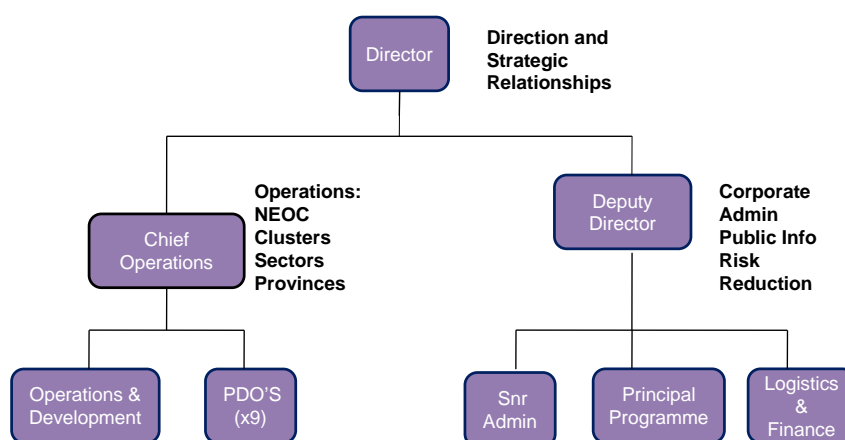 Director
Direction and
Strategic
Relationships
Chief
Operations
Operations:
NEOC
Clusters
Sectors
Provinces
Deputy
Director
Corporate
Admin
Public Info
Risk
Reduction
Operations &
Development
PDO'S
(x9)
Snr
Admin
Principal
Programme
Logistics
&
Finance